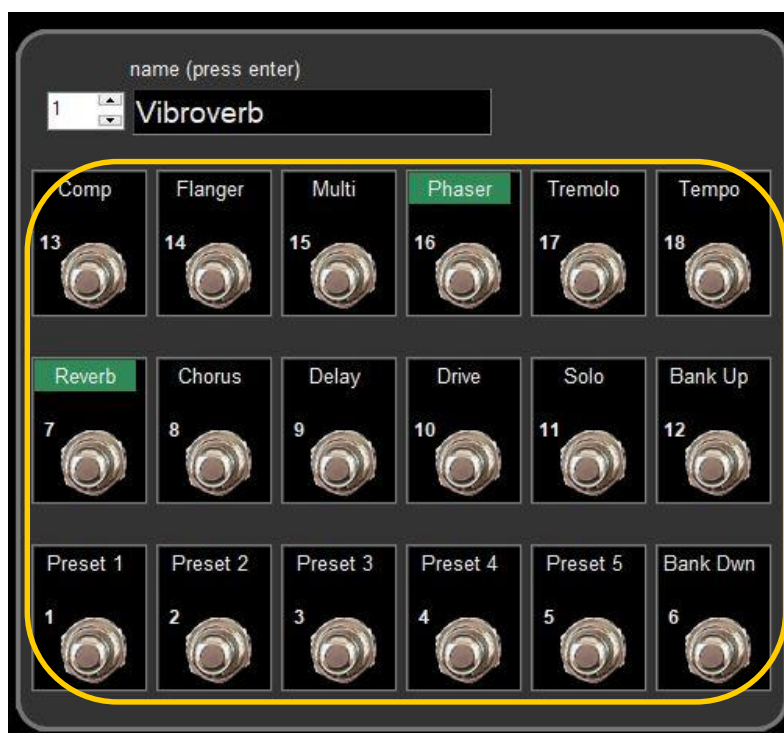 name (press enter)
1 Vibroverb
Comp Flanger Multi Phaser Tremolo Tempo
13 14 15 16 17 18
Reverb Chorus Delay Drive Solo Bank Up
7 8 9 10 11 12
Preset 1 Preset 2 Preset 3 Preset 4 Preset 5 Bank Dwn
1 2 3 4 5 6